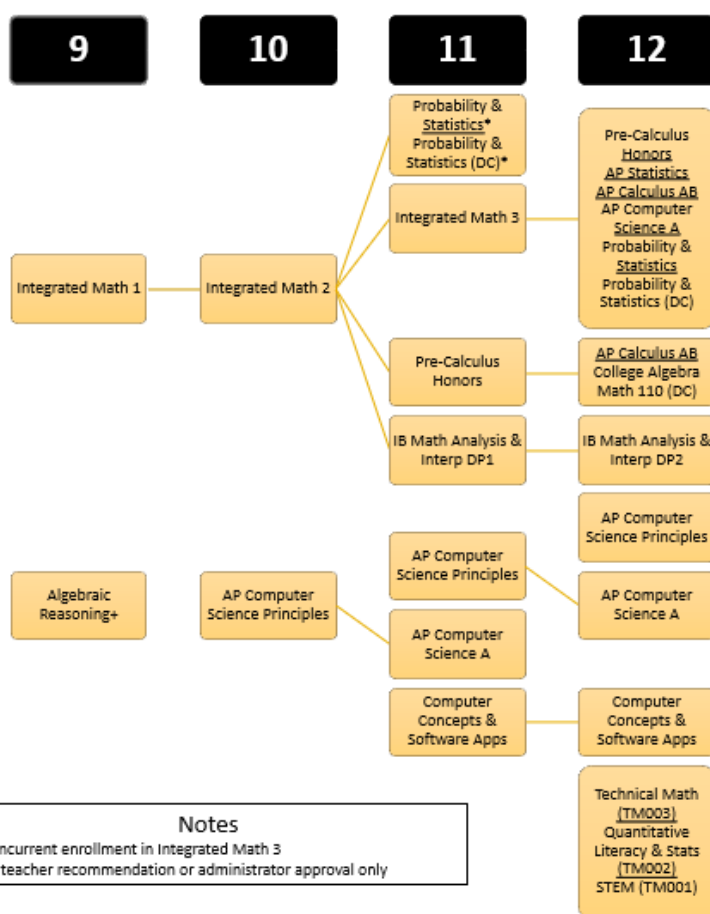 9
10
11
12
Probability &
Statistics*
Probability &
Statistics (DC)*
Integrated Math 3
Pre-Calculus
Honors
AP Statistics
AP Calculus AB
AP Computer
Science A
Probability &
Statistics
Probability &
Statistics (DC)
Integrated Math 1
Integrated Math 2
Pre-Calculus
Honors
AP Calculus AB
College Algebra
Math 110 (DC)
IB Math Analysis &
Interp DP1
IB Math Analysis &
Interp DP2
AP Computer
Science Principles
AP Computer
Science Principles
Algebraic
Reasoning+
AP Computer
Science Principles
AP Computer
Science A
AP Computer
Science A
Computer
Concepts &
Software Apps
Computer
Concepts &
Software Apps
Technical Math
(TM003)
Quantitative
Literacy & Stats
(TM002)
STEM (TM001)
Notes
ncurrent enrollment in Integrated Math 3
teacher recommendation or administrator approval only